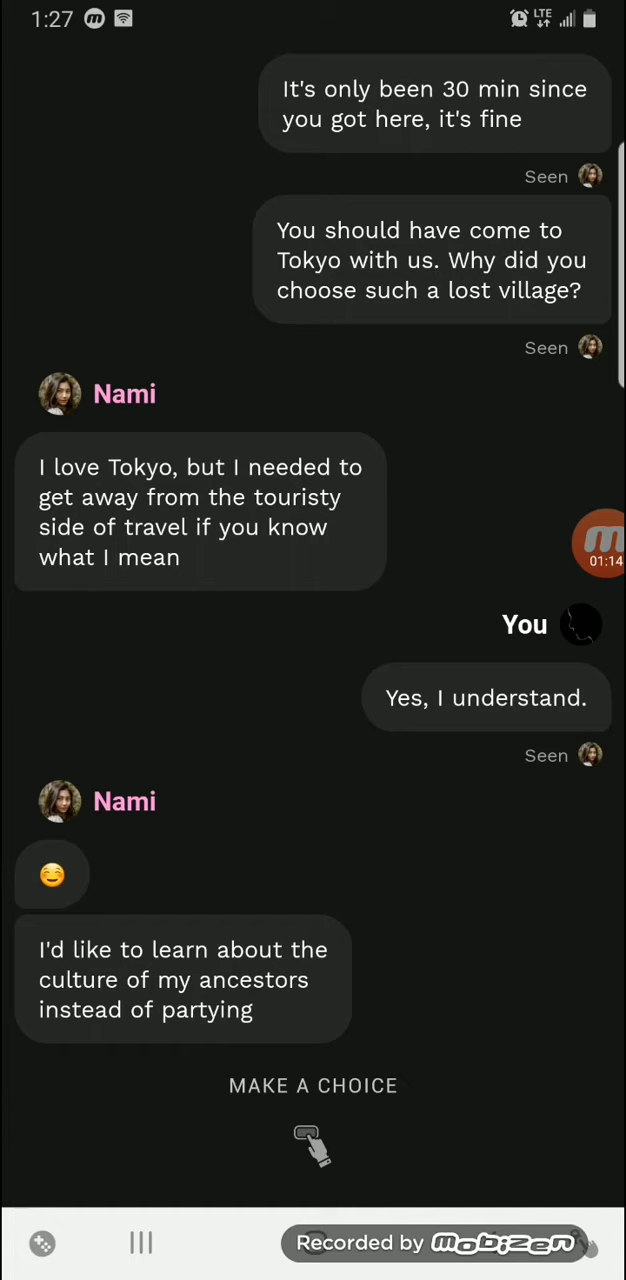 1:27
LTE
It's only been 30 min since
you got here, it's fine
Seen
You should have come to
Tokyo with us. Why did you
choose such a lost village?
Seen
Nami
I love Tokyo, but I needed to
get away from the touristy
side of travel if you know
what I mean
01:14
You
Yes, I understand.
Seen
Nami
I'd like to learn about the
culture of my ancestors
instead of partying
MAKE A CHOICE
Recorded by mobizen